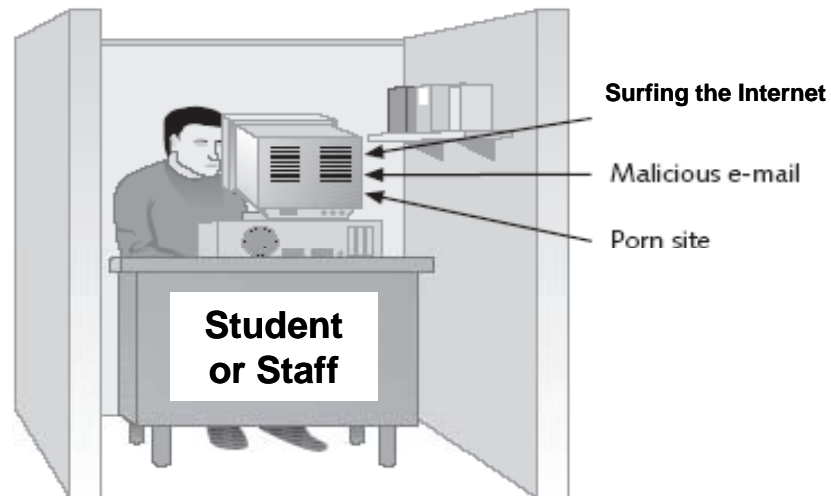 Surfing the Internet
Malicious e-mail
Porn site
Student
or Staff